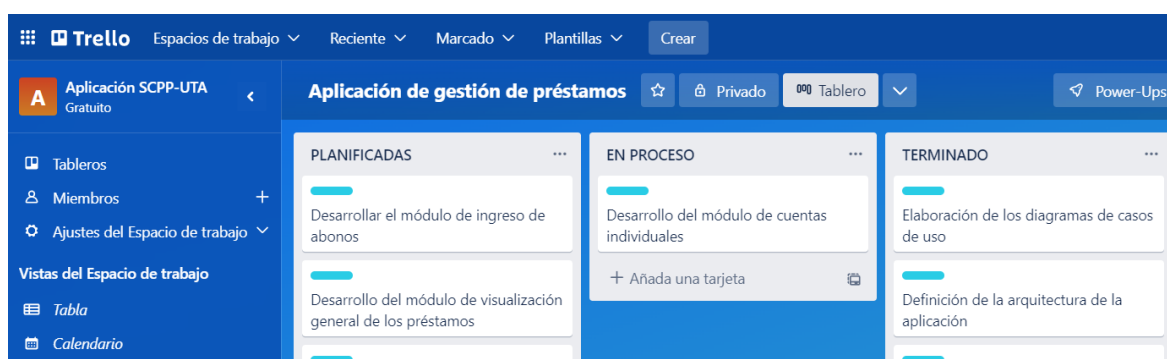 Trello Espacios de trabajo Reciente Marcado Plantillas Crear
A
Aplicación SCPP-UTA
Gratuito
Aplicación de gestión de préstamos Privado Tablero Power-Ups
Tableros
Miembros
Ajustes del Espacio de trabajo
Vistas del Espacio de trabajo
Tabla
Calendario
PLANIFICADAS
Desarrollar el módulo de ingreso de
abonos
Desarrollo del módulo de visualización
general de los préstamos
EN PROCESO
Desarrollo del módulo de cuentas
individuales
+ Añada una tarjeta
TERMINADO
Elaboración de los diagramas de casos
de uso
Definición de la arquitectura de la
aplicación